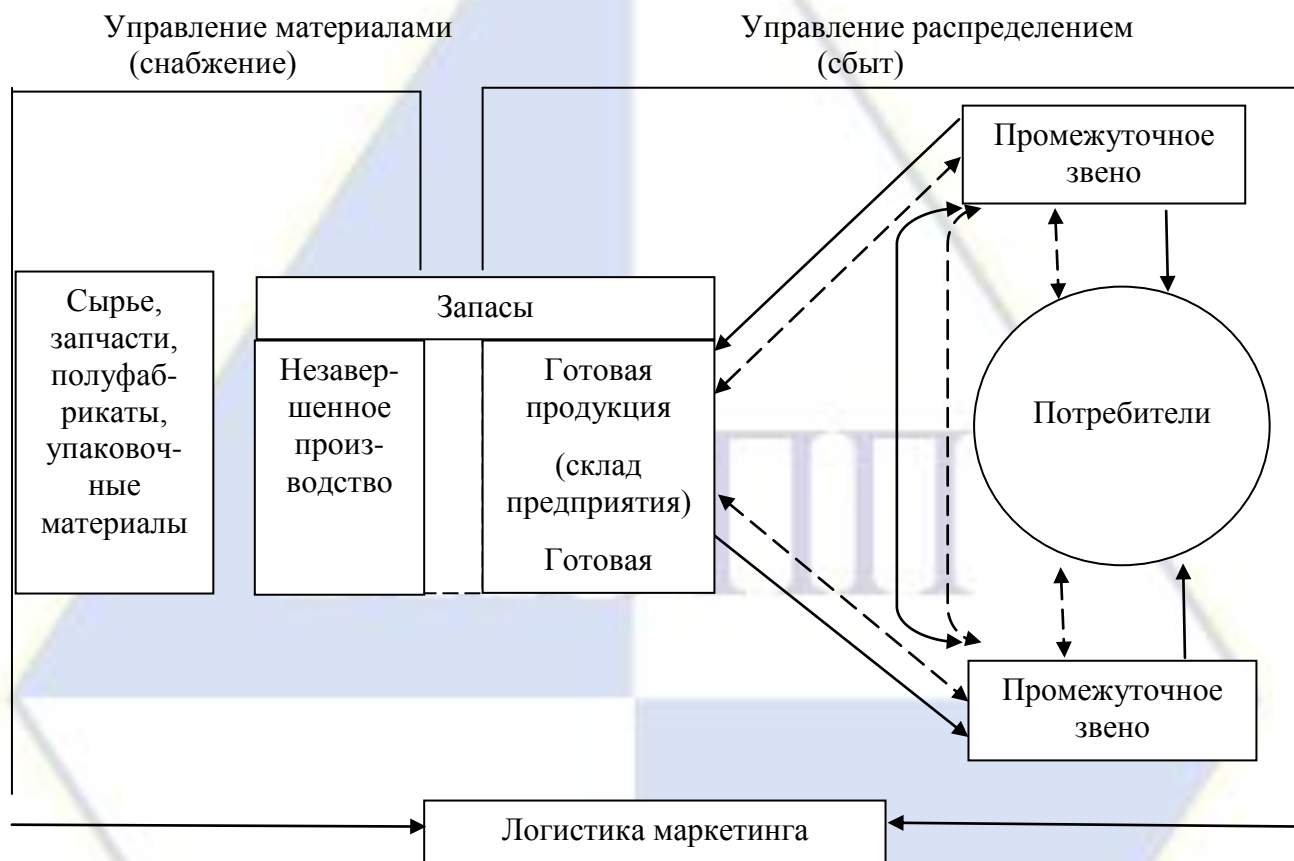 Управление материалами
(снабжение)
Управление распределением
(сбыт)
Промежуточное
звено
Сырье,
запчасти,
полуфаб-
рикаты,
упаковоч-
ные
материалы
Запасы
Незавер-
шенное
произ-
водство
Готовая
продукция
(склад
предприятия)
Готовая
Потребители
Промежуточное
звено
Логистика маркетинга